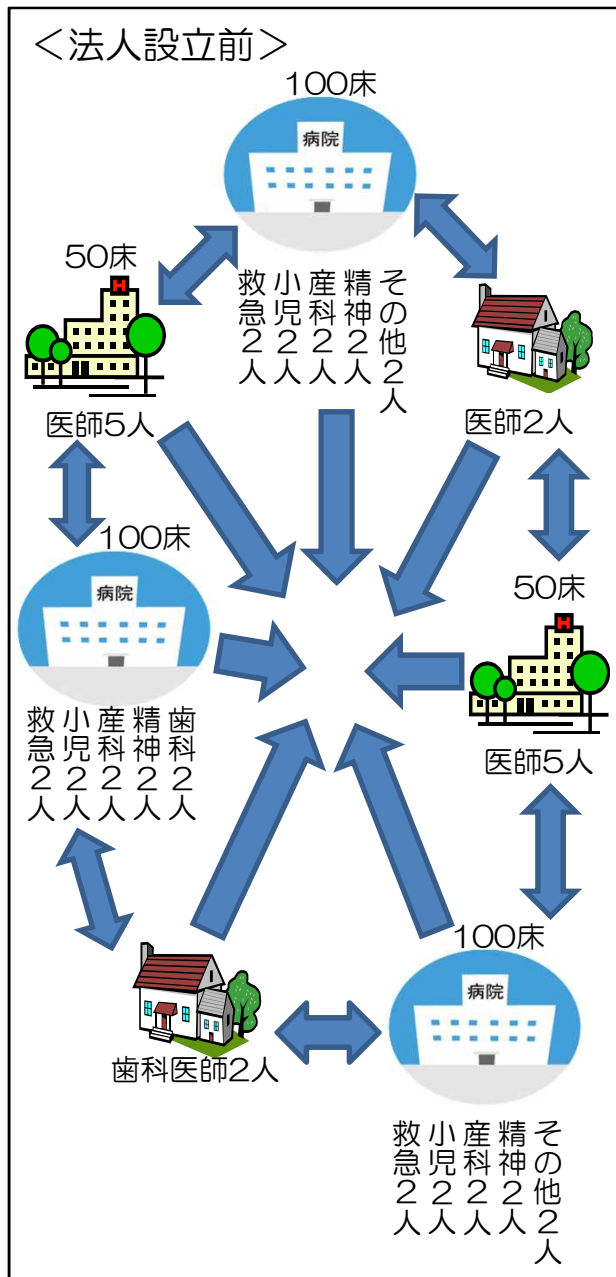 <法人設立前>
100床
病院
救急2人
小児2人
産科2人
精神2人
その他2人
50床
H
医師5人
医師2人
100床
病院
救急2人
小児2人
産科2人
精神2人
歯科2人
50床
H
医師5人
歯科医師2人
100床
病院
救急2人
小児2人
産科2人
精神2人
その他2人